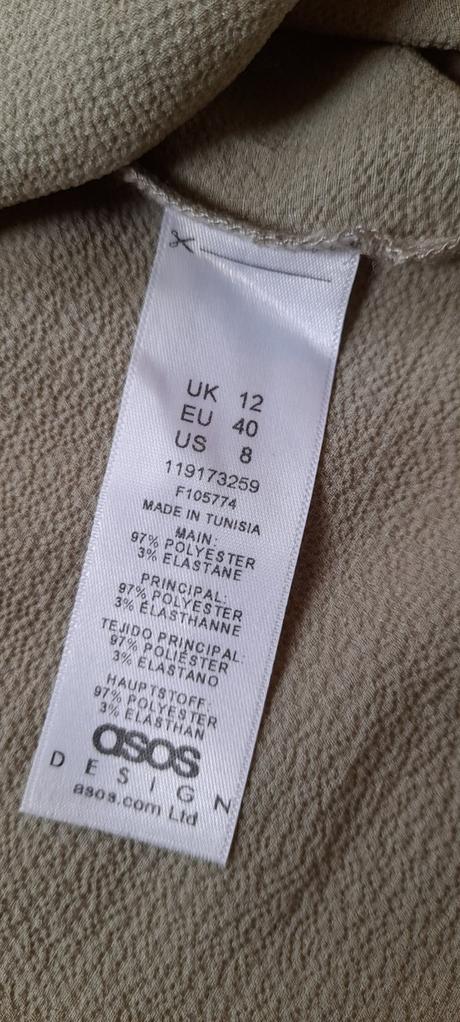 UK 12
EU 40
US 8
119173259
F105774
MADE IN TUNISIA
MAIN:
97% POLYESTER
3% ELASTANE
PRINCIPAL:
97% POLYESTER
3% ÉLASTHANNE
TEJIDO PRINCIPAL:
97% POLIÉSTER
3% ELASTANO
HAUPTSTOFF:
97% POLYESTER
3% ELASTHAN
asos
DESIGN
asos.com Ltd